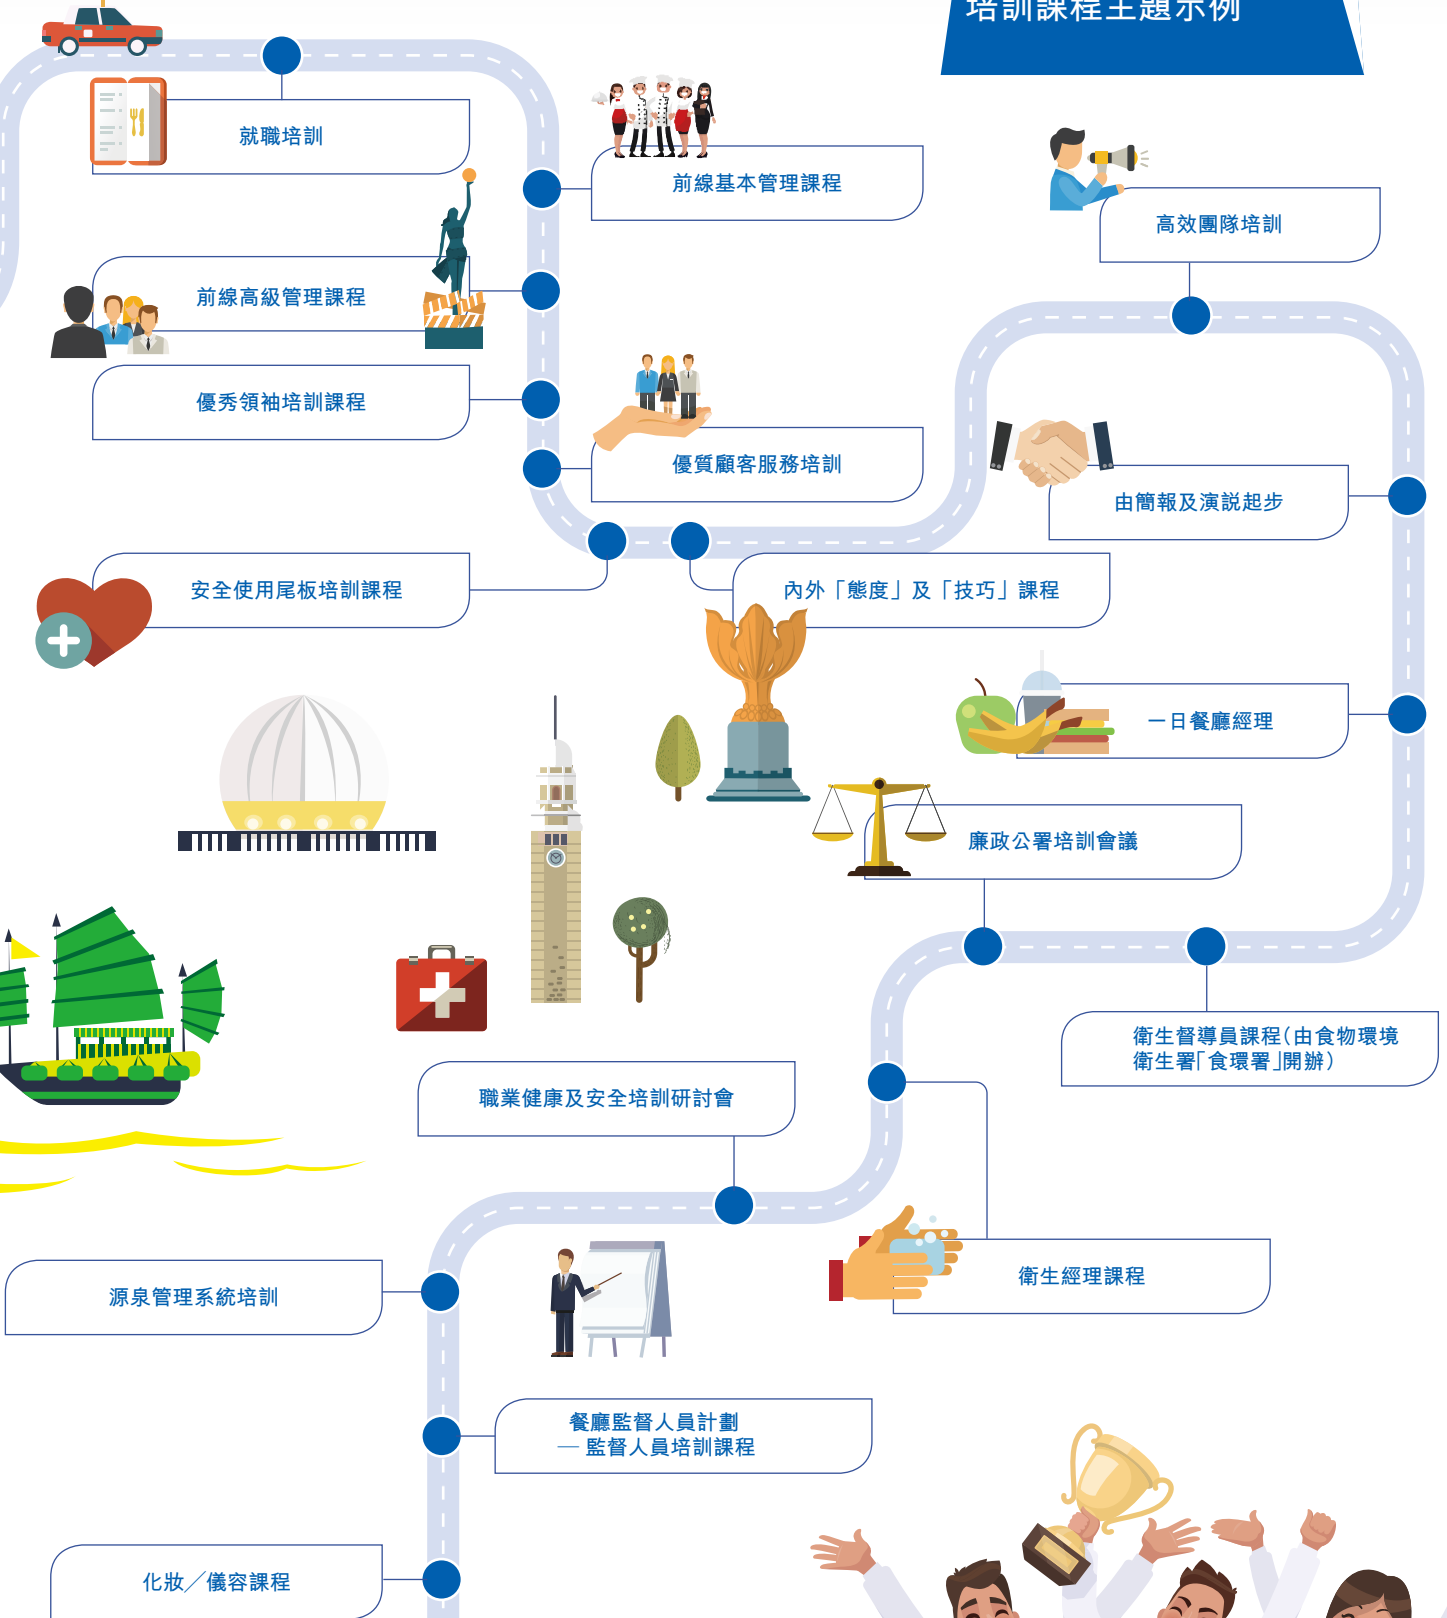 培訓課程主題示例
就職培訓
前線基本管理課程
高效團隊培訓
前線高級管理課程
優秀領袖培訓課程
優質顧客服務培訓
由簡報及演説起步
安全使用尾板培訓課程
內外「態度」及「技巧」課程
一日餐廳經理
廉政公署培訓會議
衛生督導員課程(由食物環境
衛生署「食環署」開辦)
職業健康及安全培訓研討會
衛生經理課程
源泉管理系統培訓
餐廳監督人員計劃
— 監督人員培訓課程
化妝／儀容課程